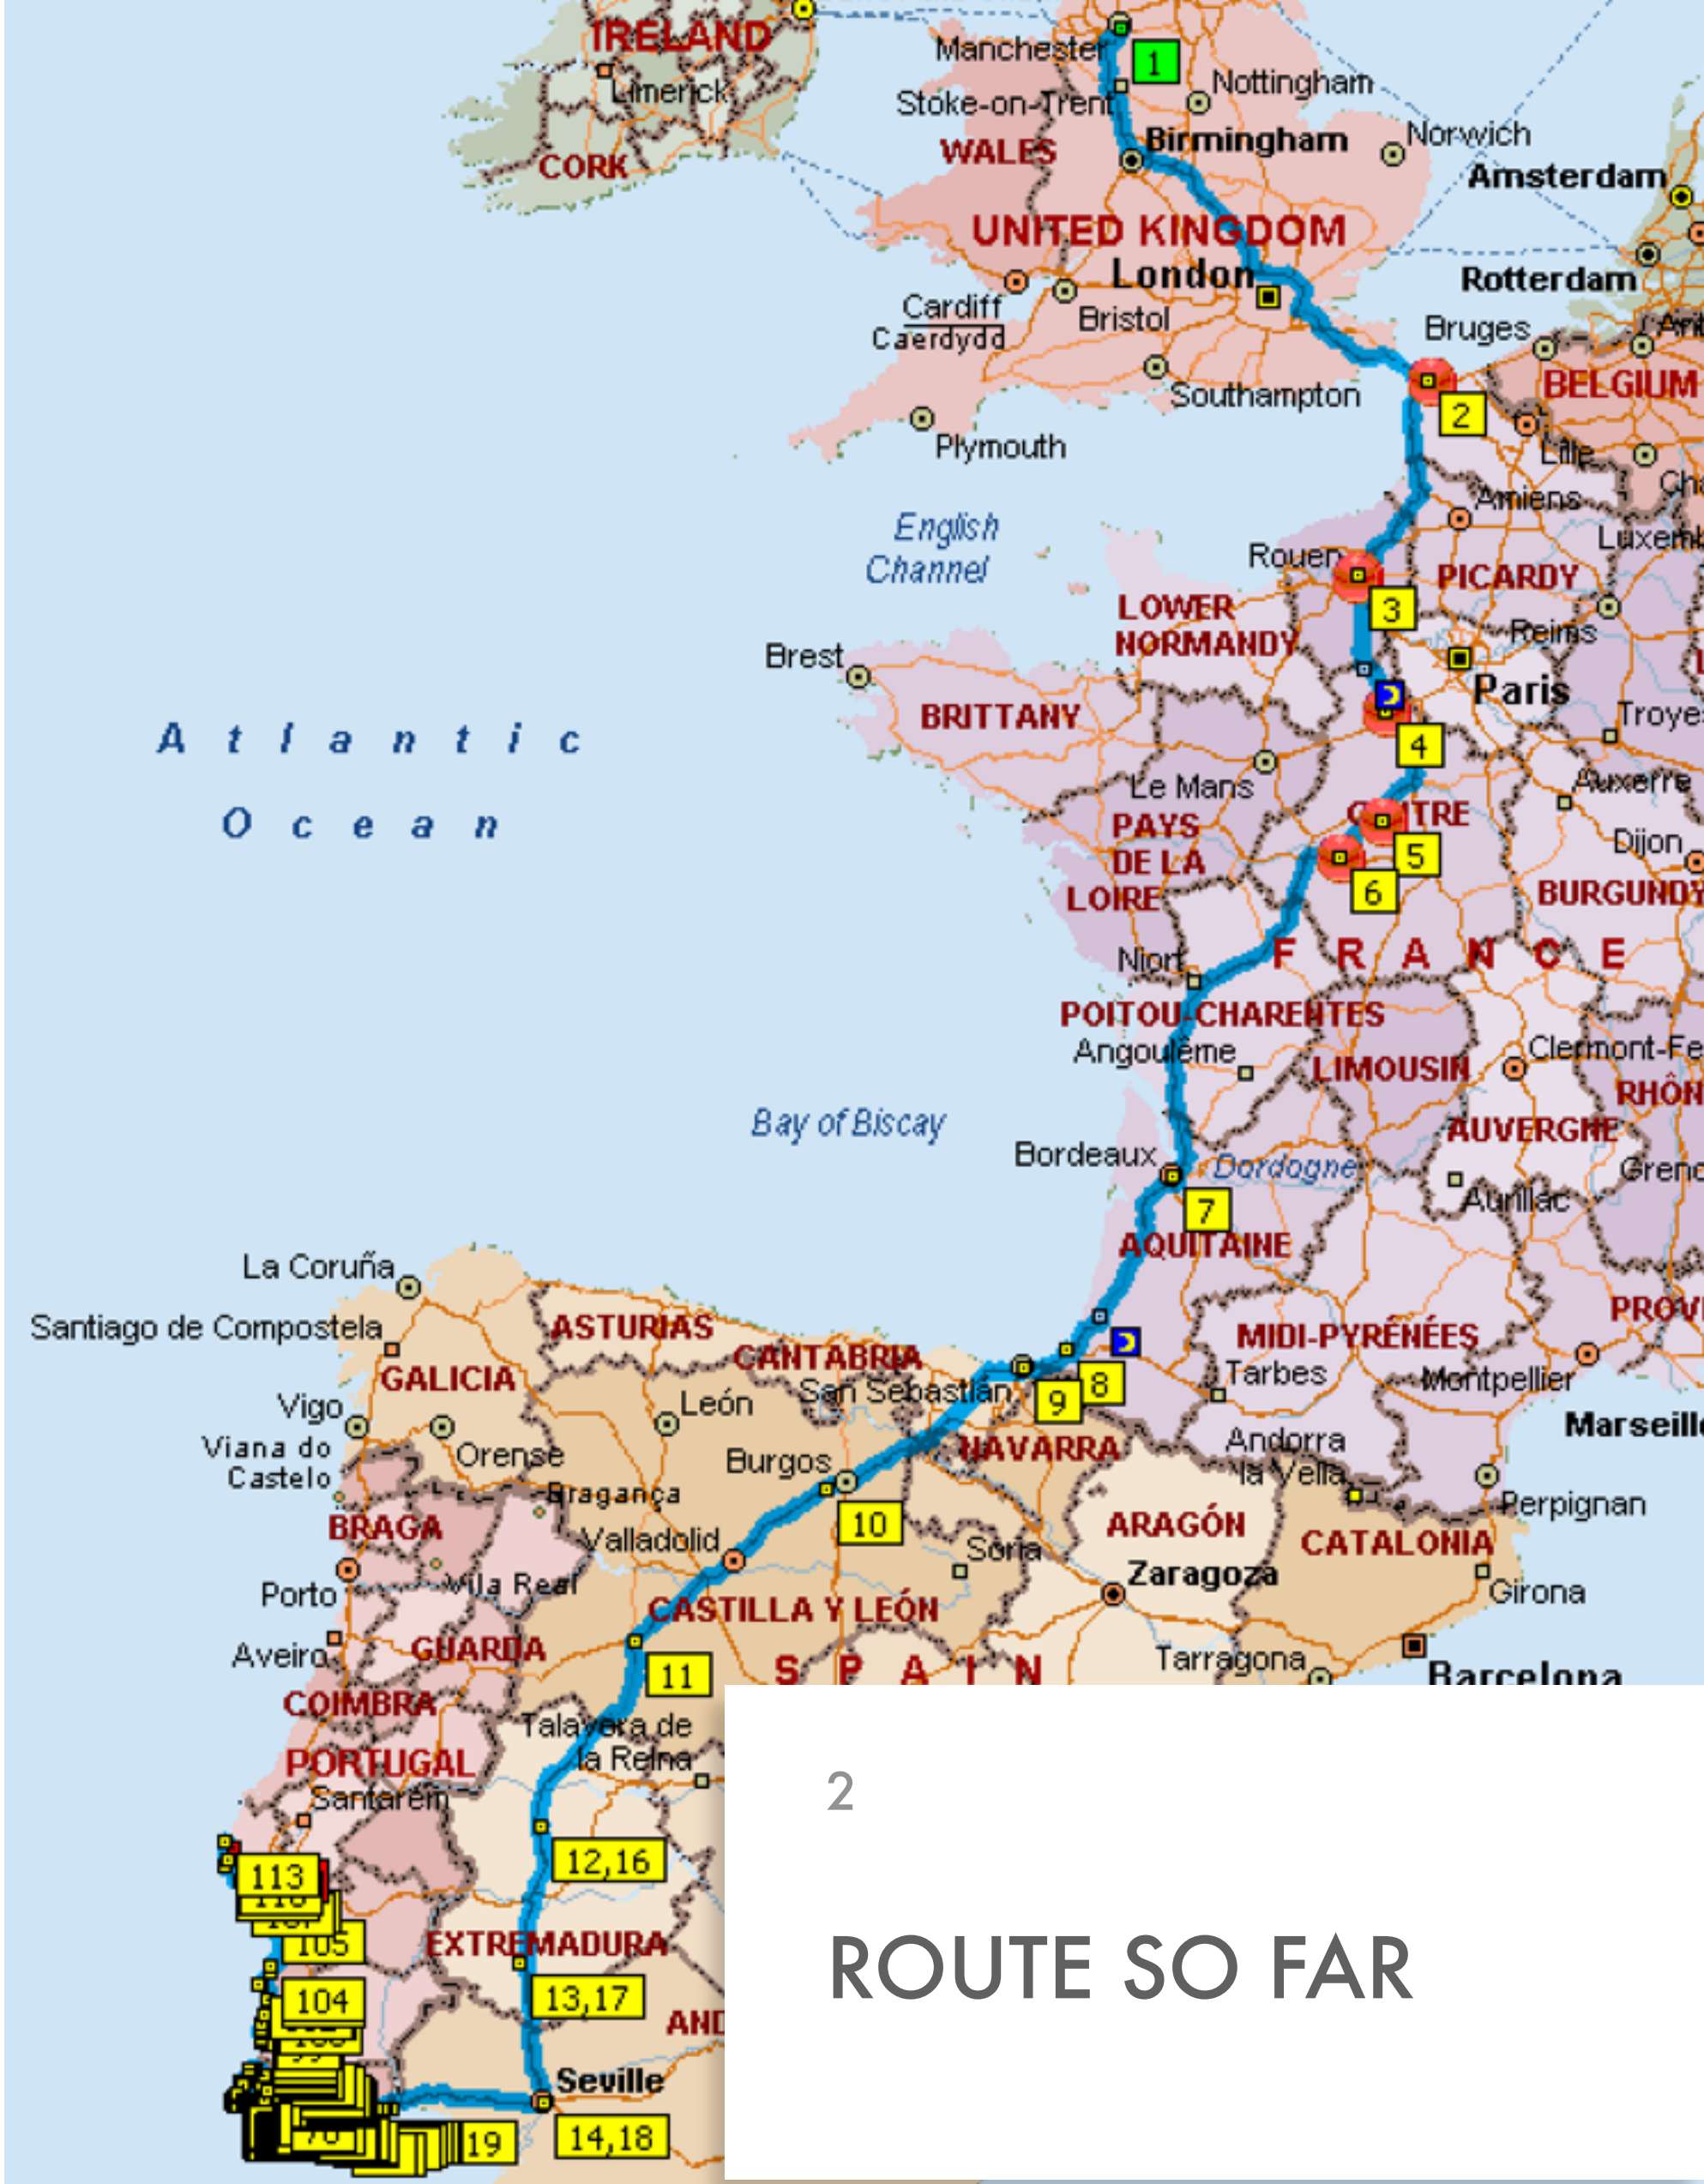 IRELAND
Limerick
CORK
Manchester
1
Nottingham
Stoke-on-Trent
Birmingham
Norwich
WALES
Amsterdam
UNITED KINGDOM
London
Rotterdam
Cardiff
Caerdydd
Bristol
Bruges
BELGIUM
Southampton
2
Plymouth
Lille
Amiens
English
Channel
Rouen
PICARDY
LOWER
NORMANDY
3
Reims
Brest
Paris
BRITTANY
4
Atlantic
Ocean
Le Mans
Auxerre
PAYS
DE LA
LOIRE
5
Dijon
6
BURGUNDY
FRANCE
Niort
POITOU-CHARENTES
Angoulême
LIMOUSIN
Clermont-Fe
RHÔN
Bay of Biscay
AUVERGNE
Bordeaux
Dordogne
Grenc
Aurillac
7
AQUITAINE
La Coruña
Santiago de Compostela
ASTURIAS
CANTABRIA
MIDI-PYRÉNÉES
PROV
GALICIA
San Sebastián
9
8
Tarbes
Montpellier
Vigo
León
Marseille
Viana do
Castelo
Orense
Burgos
NAVARRA
Andorra
la Vella
Bragança
10
Perpignan
BRAGA
Valladolid
Soria
ARAGÓN
CATALONIA
Porto
Vila Real
Zaragoza
Girona
CASTILLA Y LEÓN
Aveiro
GUARDA
11
SPAIN
Tarragona
Barcelona
COIMBRA
Talavera de
la Reina
PORTUGAL
Santarém
2
12,16
113
105
EXTREMADURA
ROUTE SO FAR
104
13,17
AND
Seville
19
14,18